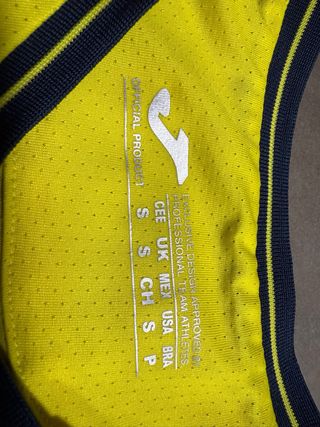 OFFICIAL PRODUCT
EXCLUSIVE DESIGN APPROVED BY
PROFESSIONAL TEAM ATHLETES
CEE UK MEX USA BRA
S S CH S P